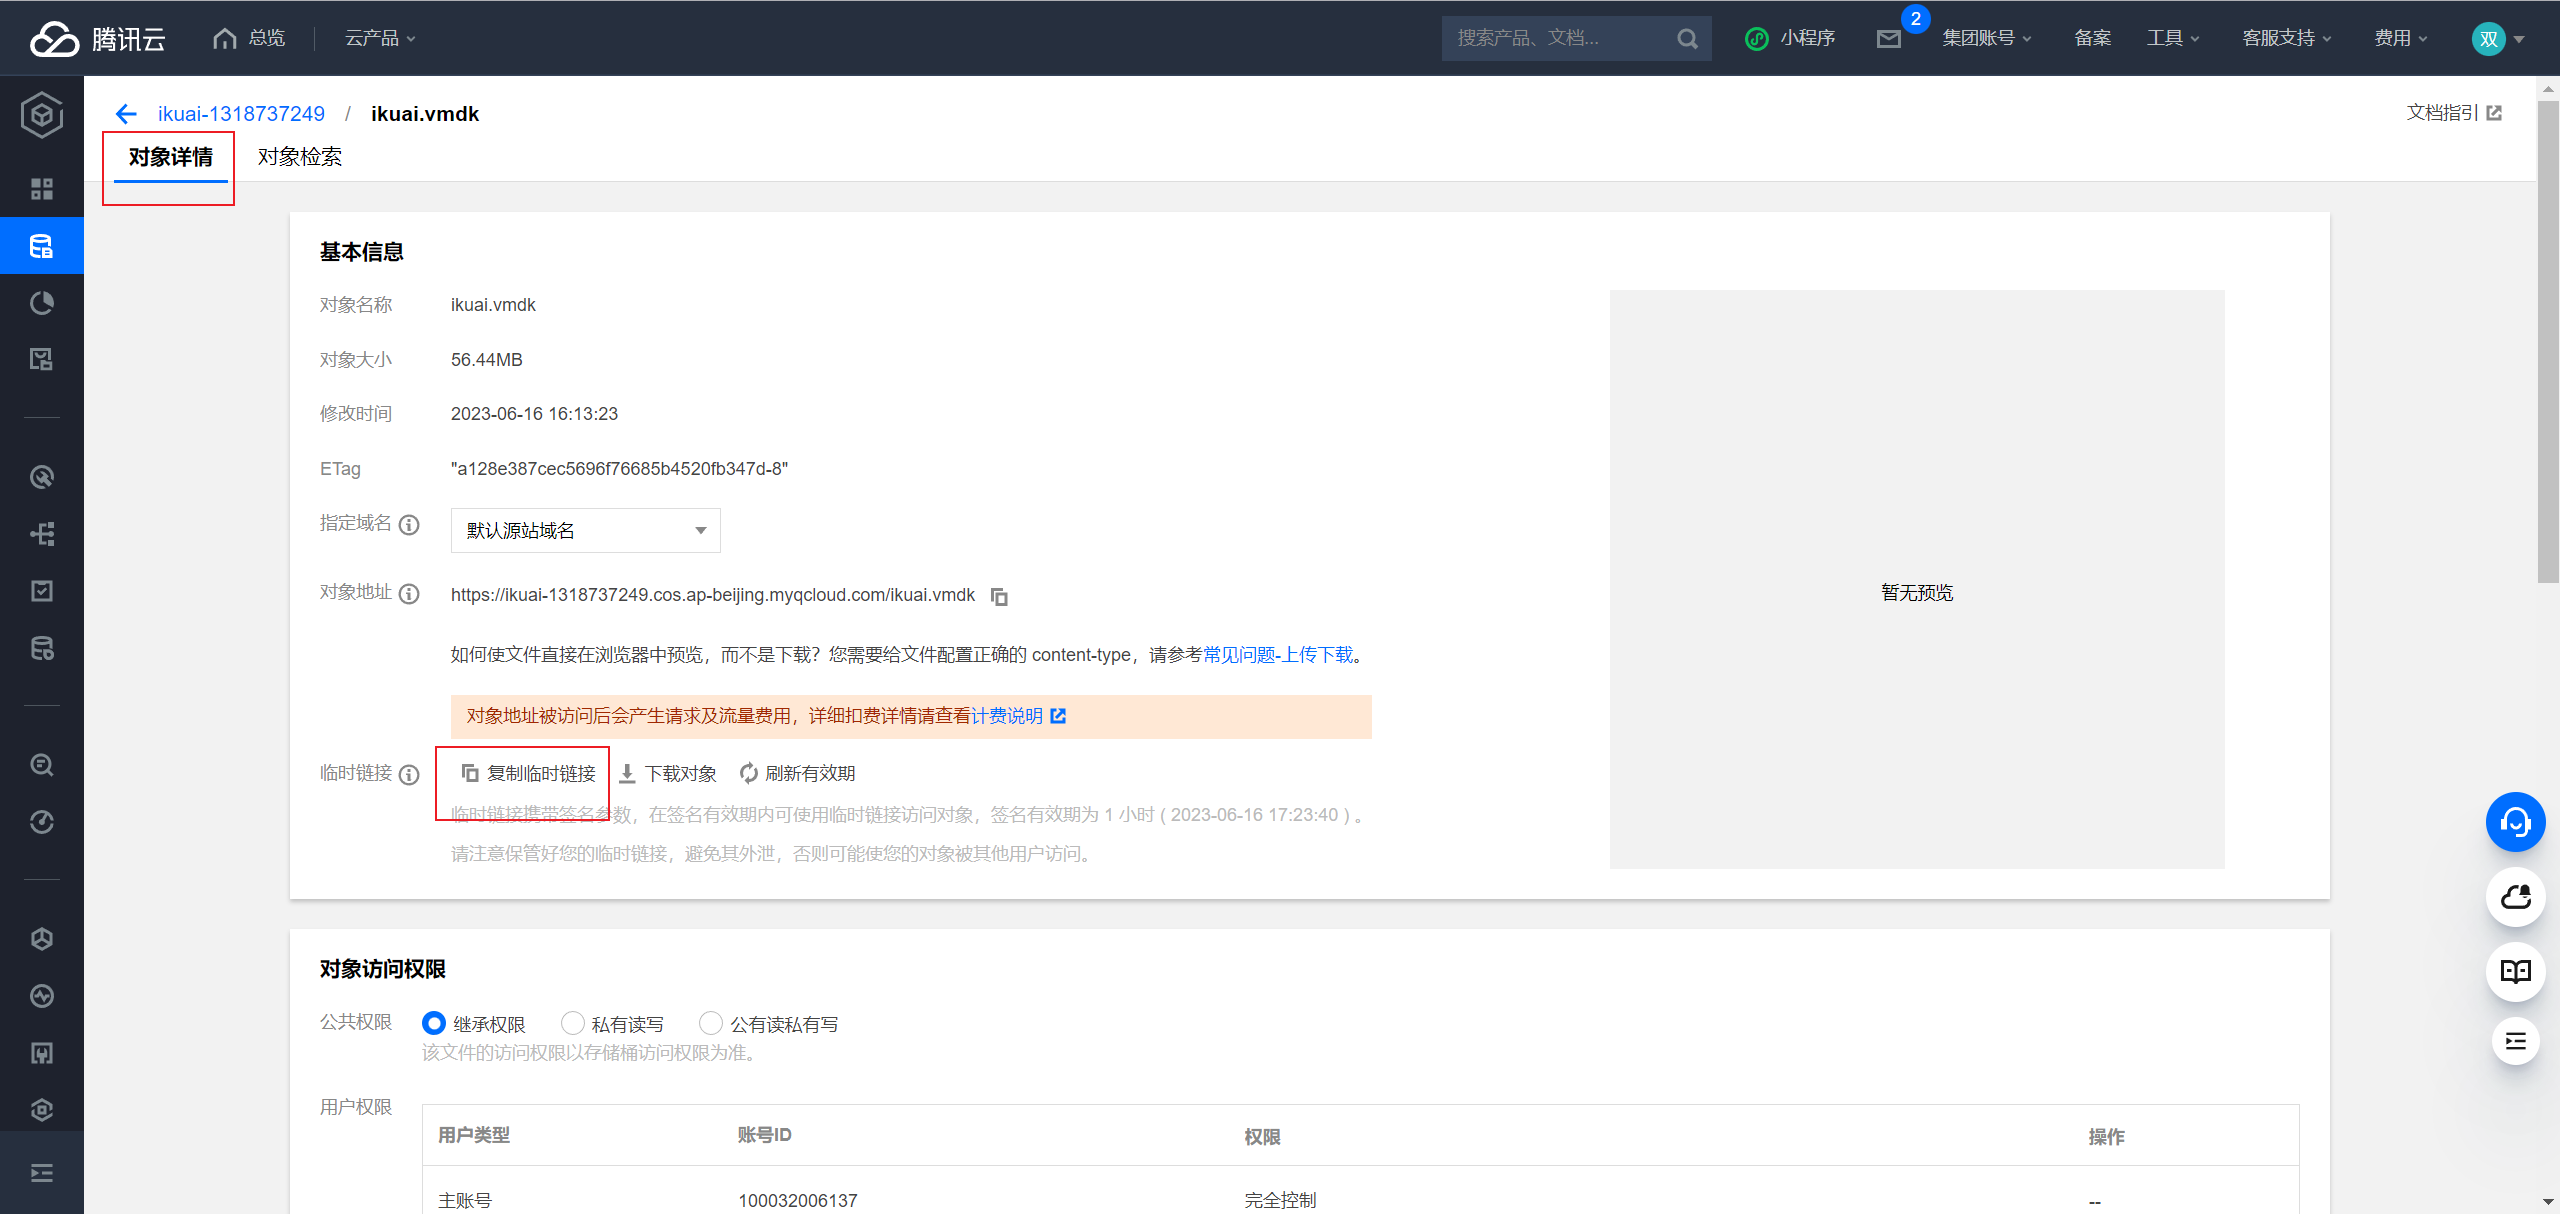 腾讯云 总览 云产品 搜索产品、文档... 小程序 2 集团账号 备案 工具 客服支持 费用 双
ikuai-1318737249 / ikuai.vmdk 文档指引
对象详情 对象检索
基本信息
对象名称 ikuai.vmdk
对象大小 56.44MB
修改时间 2023-06-16 16:13:23
ETag "a128e387cec5696f76685b4520fb347d-8"
指定域名 默认源站域名
对象地址 https://ikuai-1318737249.cos.ap-beijing.myqcloud.com/ikuai.vmdk
暂无预览
如何使文件直接在浏览器中预览，而不是下载？您需要给文件配置正确的 content-type，请参考常见问题-上传下载。
对象地址被访问后会产生请求及流量费用，详细扣费详情请查看计费说明
临时链接 复制临时链接 下载对象 刷新有效期
临时链接携带签名参数，在签名有效期内可使用临时链接访问对象，签名有效期为 1 小时 ( 2023-06-16 17:23:40 ) 。
请注意保管好您的临时链接，避免其外泄，否则可能使您的对象被其他用户访问。
对象访问权限
公共权限 继承权限 私有读写 公有读私有写
该文件的访问权限以存储桶访问权限为准。
用户权限
用户类型 账号ID 权限 操作
主账号 100032006137 完全控制 --